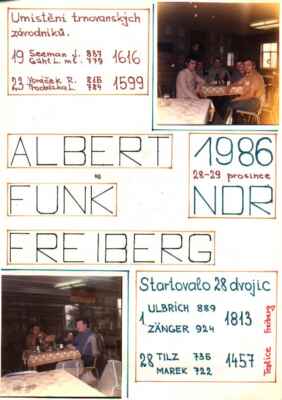 Umístění trnovanských
závodníků.
19 Seeman J. 837
Gahl L. ml. 779 1616
23 Voráček R. 815
Procházka L. 784 1599
ALBERT
FUNK
FREIBERG
1986
28-29 prosince
NDR
Startovalo 28 dvojic
1 ULBRICH 889
ZÄNGER 924 1813 Freiberg
28 TILZ 735
MAREK 722 1457 Teplice